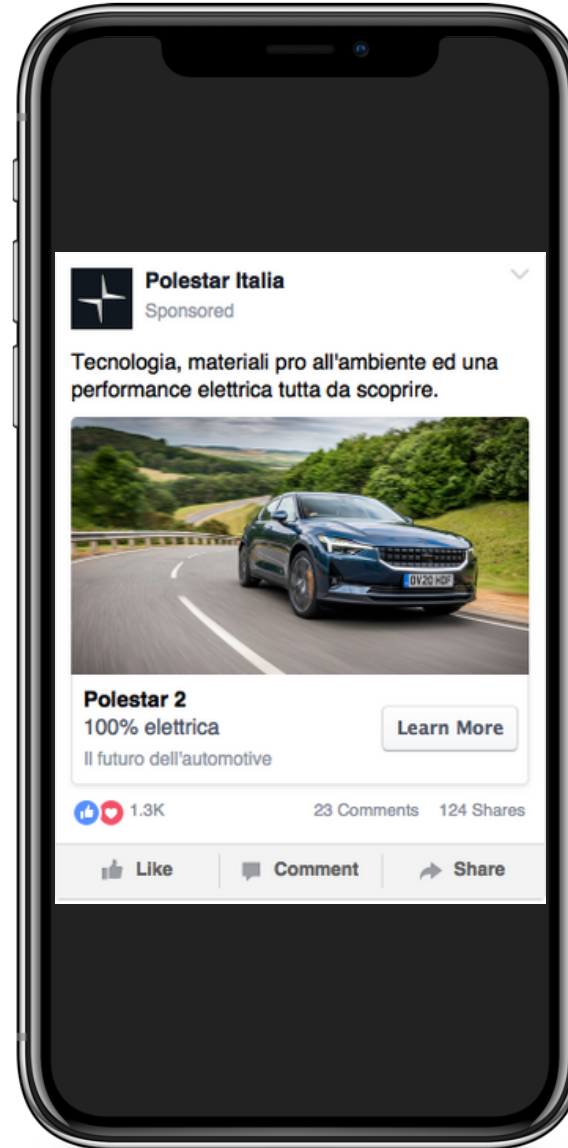 Polestar Italia
Sponsored
Tecnologia, materiali pro all'ambiente ed una
performance elettrica tutta da scoprire.
OV20 HDF
Polestar 2
100% elettrica
Learn More
Il futuro dell'automotive
1.3K
23 Comments
124 Shares
Like
Comment
Share